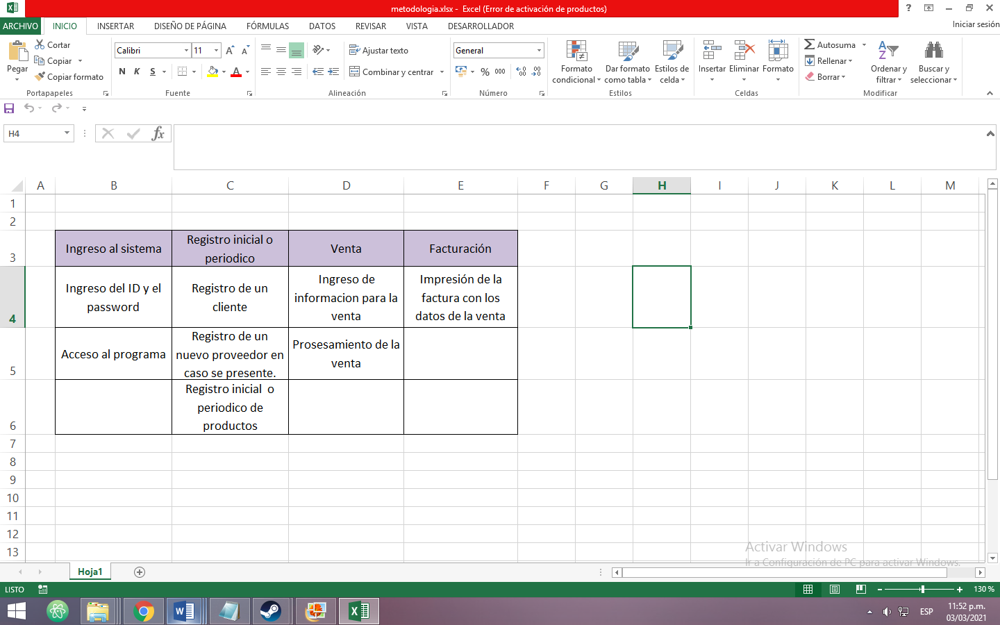 metodologia.xlsx - Excel (Error de activación de productos)
?
ARCHIVO INICIO INSERTAR DISEÑO DE PÁGINA FÓRMULAS DATOS REVISAR VISTA DESARROLLADOR Iniciar sesión
Pegar
Cortar
Copiar
Copiar formato
Portapapeles
Calibri 11
A A
N K S
A
Fuente
Ajustar texto
Combinar y centrar
Alineación
General
% 000 ,00 ,00
Número
Formato condicional
Dar formato como tabla
Estilos de celda
Estilos
Insertar Eliminar Formato
Celdas
Autosuma
Rellenar
Borrar
Ordenar y filtrar
Buscar y seleccionar
Modificar
H4
fx
A B C D E F G H I J K L M
1
2
3
Ingreso al sistema
Registro inicial o
periodico
Venta
Facturación
4
Ingreso del ID y el
password
Registro de un
cliente
Ingreso de
informacion para la
venta
Impresión de la
factura con los
datos de la venta
5
Acceso al programa
Registro de un
nuevo proveedor en
caso se presente.
Prosesamiento de la
venta
6
Registro inicial o
periodico de
productos
7
8
9
10
11
12
13
Activar Windows
Ir a Configuración de PC para activar Windows.
Hoja1
LISTO
130 %
ESP
11:52 p.m.
03/03/2021